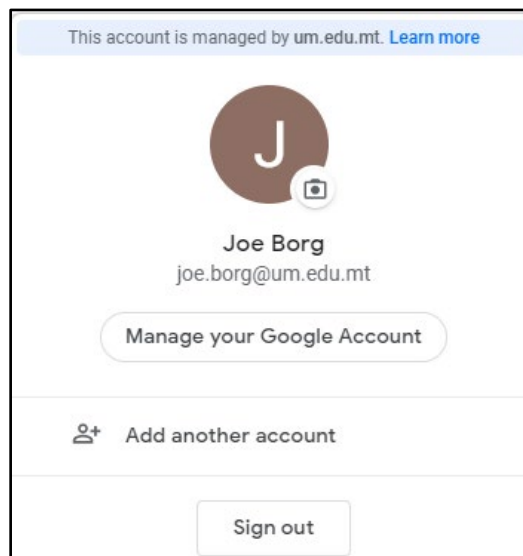 This account is managed by um.edu.mt. Learn more
J
Joe Borg
joe.borg@um.edu.mt
Manage your Google Account
Add another account
Sign out